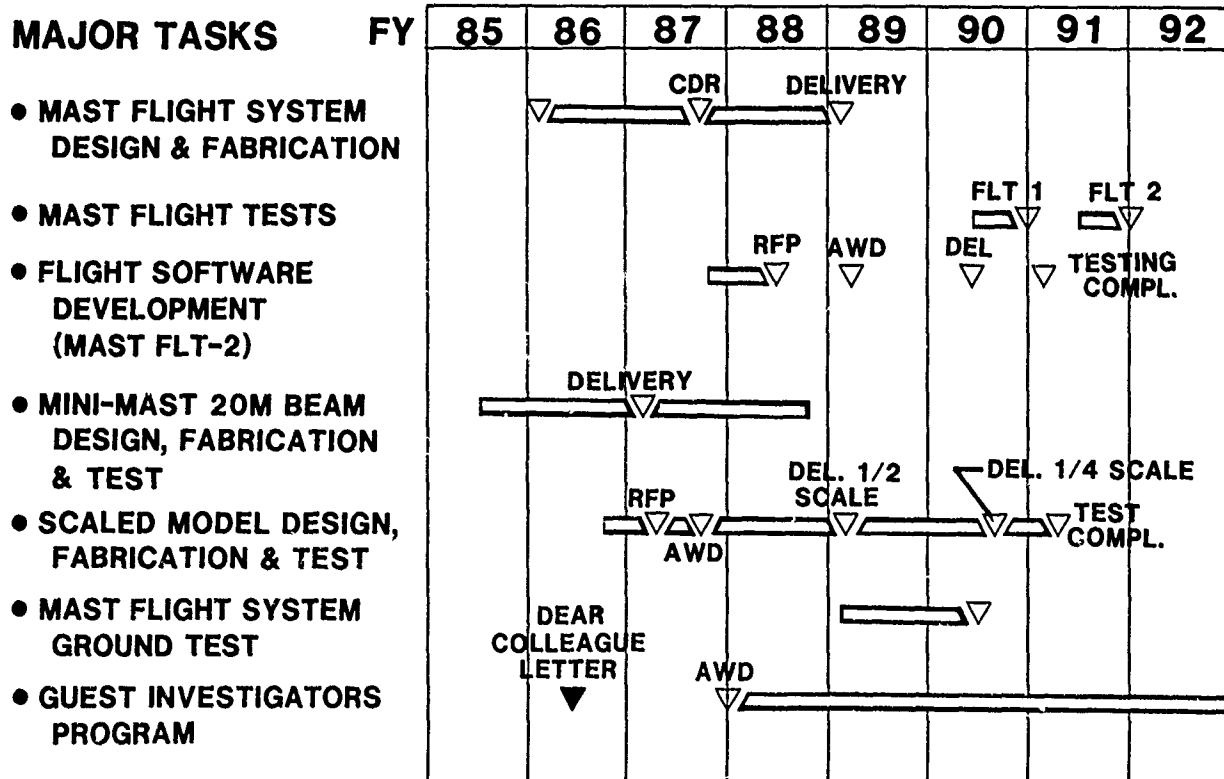 MAJOR TASKS FY 85 86 87 88 89 90 91 92
CDR DELIVERY
• MAST FLIGHT SYSTEM
DESIGN & FABRICATION
FLT 1 FLT 2
• MAST FLIGHT TESTS
RFP AWD DEL TESTING
COMPL.
• FLIGHT SOFTWARE
DEVELOPMENT
(MAST FLT-2)
DELIVERY
• MINI-MAST 20M BEAM
DESIGN, FABRICATION
& TEST
RFP
AWD
DEL. 1/2
SCALE
DEL. 1/4 SCALE
TEST
COMPL.
• SCALED MODEL DESIGN,
FABRICATION & TEST
• MAST FLIGHT SYSTEM
GROUND TEST
DEAR
COLLEAGUE
LETTER
AWD
• GUEST INVESTIGATORS
PROGRAM